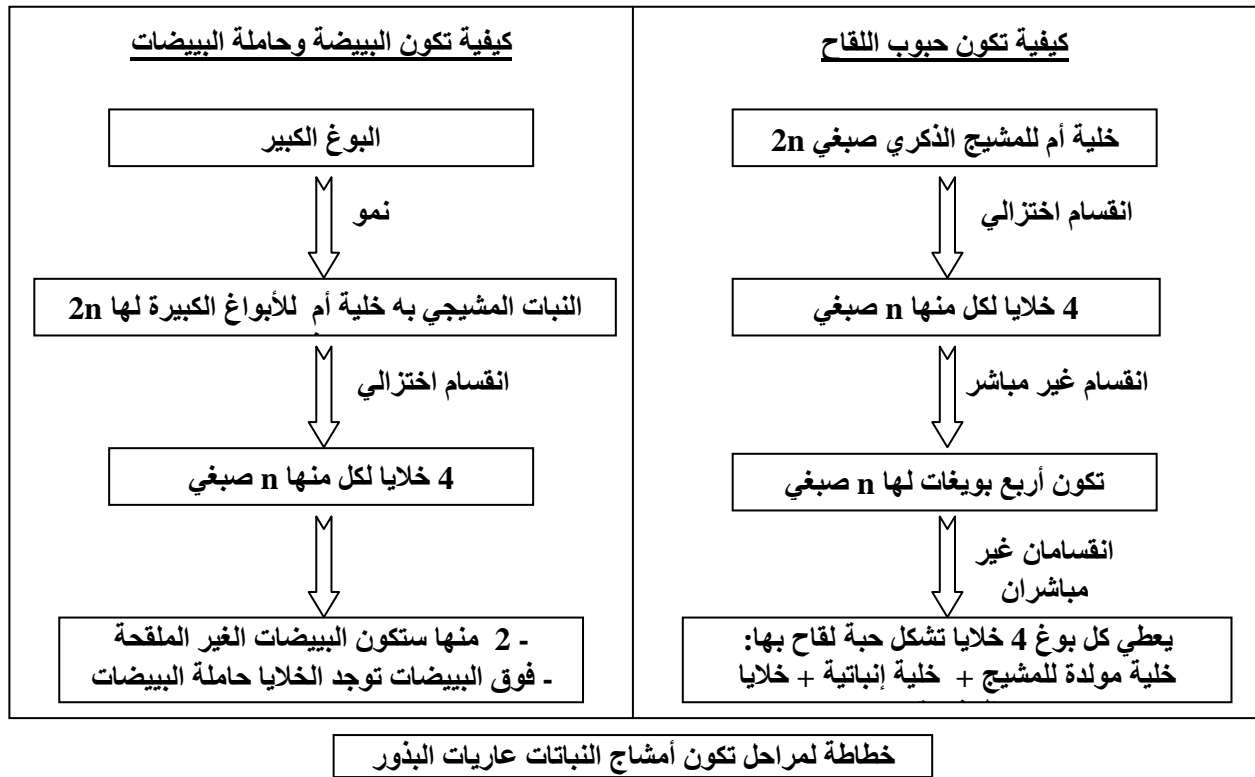 كيفية تكون حبوب اللقاح
خلية أم للمشيج الذكري صبغي 2n
انقسام اختزالي
4 خلايا لكل منها n صبغي
انقسام غير مباشر
تكون أربع بويغات لها n صبغي
انقسامان غير
مباشران
يعطي كل بوغ 4 خلايا تشكل حبة لقاح بها:
خلية مولدة للمشيج + خلية إنباتية + خلايا
كيفية تكون البييضة وحاملة البييضات
البوغ الكبير
نمو
النبات المشيجي به خلية أم للأبواغ الكبيرة لها 2n
انقسام اختزالي
4 خلايا لكل منها n صبغي
- 2 منها ستكون البييضات الغير الملقحة
- فوق البييضات توجد الخلايا حاملة البييضات
خطاطة لمراحل تكون أمشاج النباتات عاريات البذور